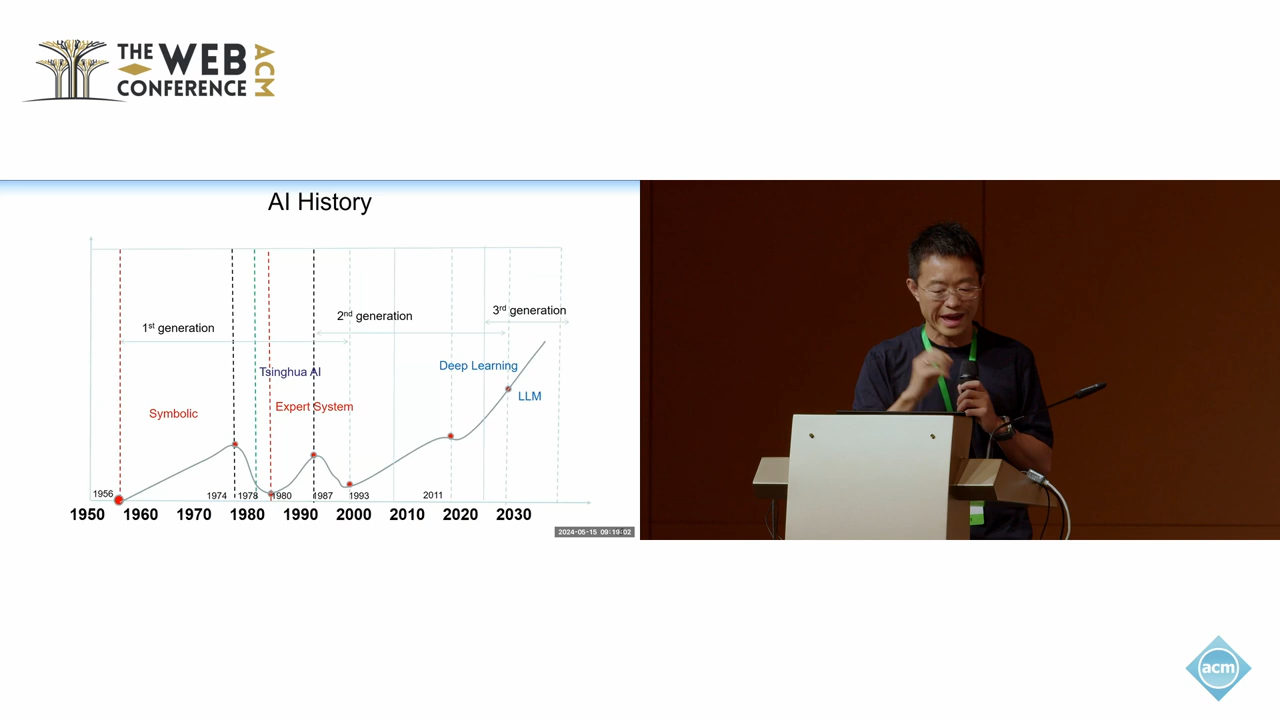 THE WEB
CONFERENCE
ACM
AI History
1st generation
2nd generation
3rd generation
Tsinghua AI
Deep Learning
Symbolic
Expert System
LLM
1956
1974
1978
1980
1987
1993
2011
1950
1960
1970
1980
1990
2000
2010
2020
2030
2024-05-15 09:19:02
acm